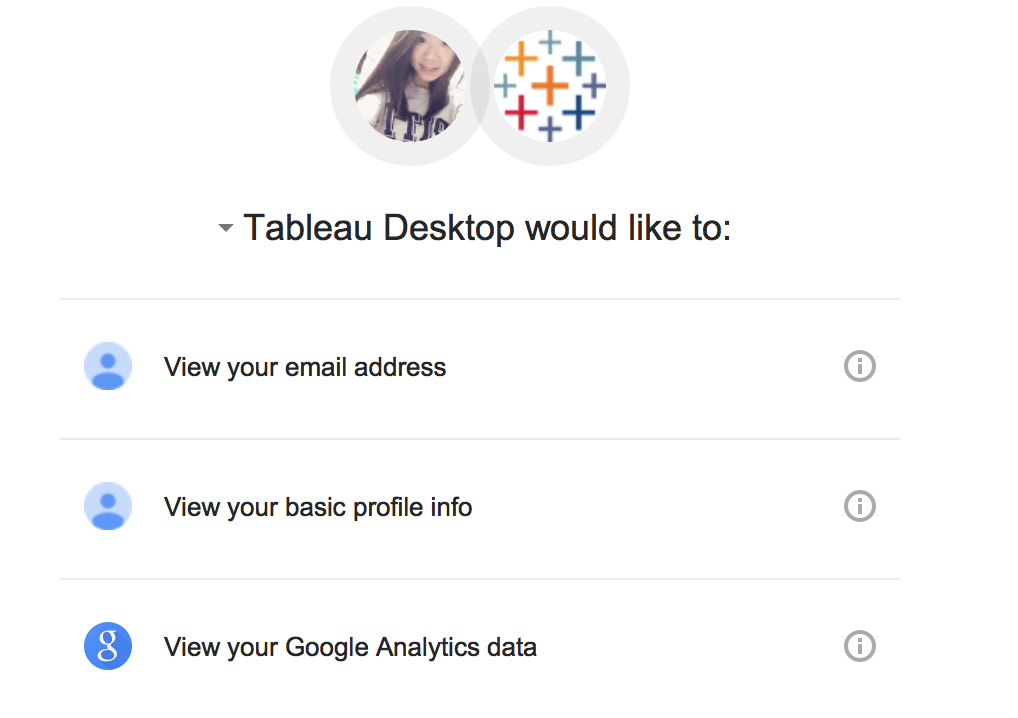 Tableau Desktop would like to:
View your email address
View your basic profile info
View your Google Analytics data